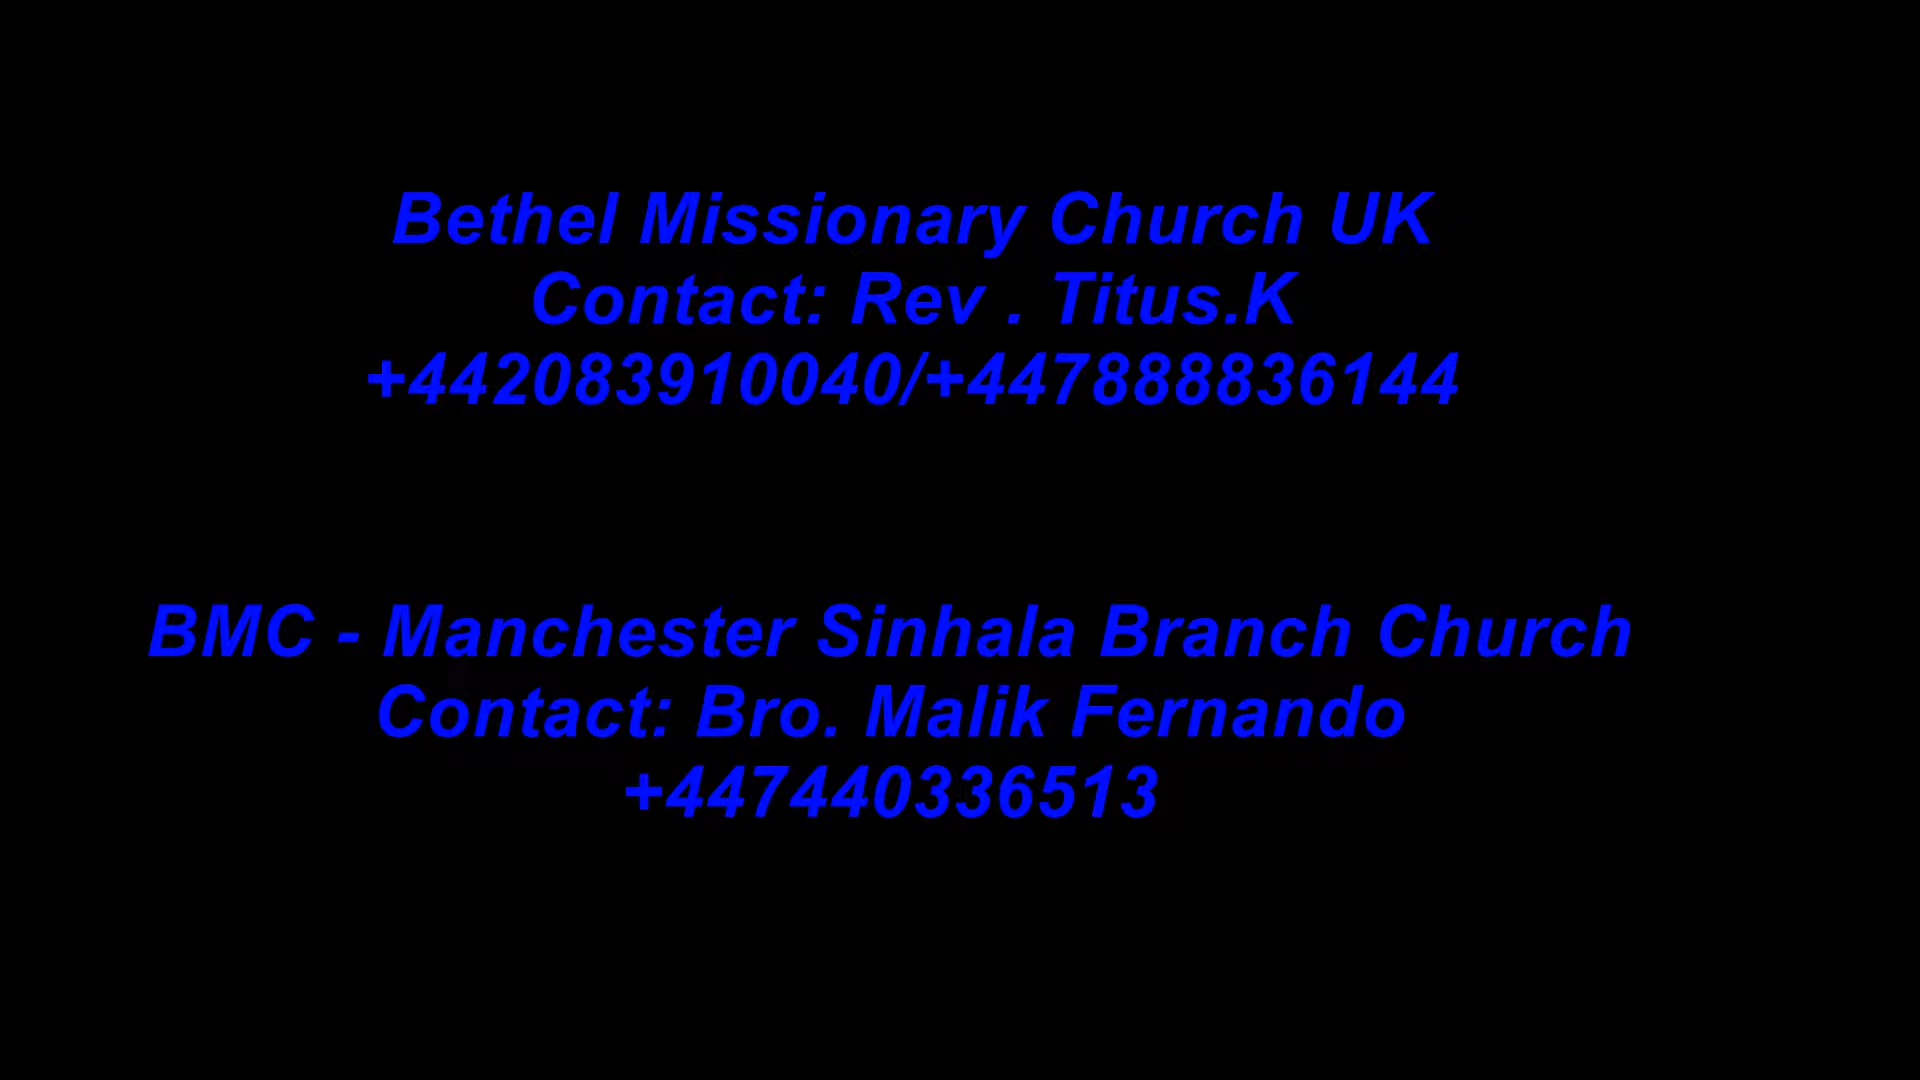 Bethel Missionary Church UK
Contact: Rev . Titus.K
+442083910040/+447888836144
BMC - Manchester Sinhala Branch Church
Contact: Bro. Malik Fernando
+447440336513